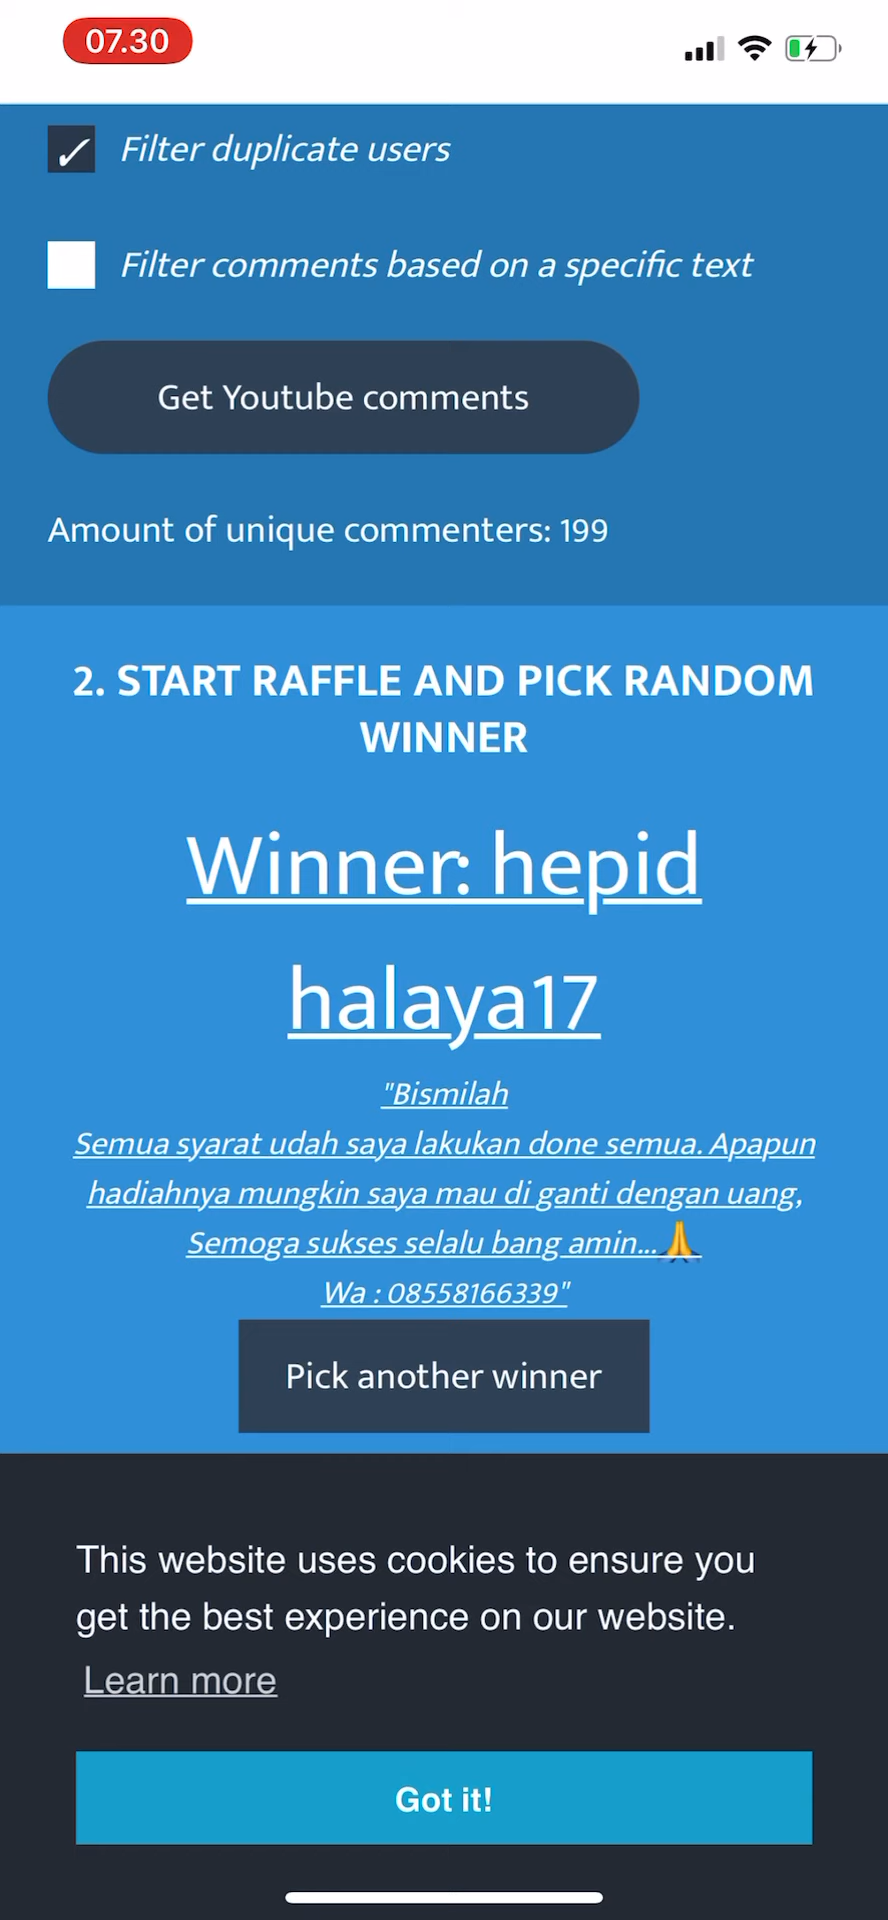 07.30
Filter duplicate users
Filter comments based on a specific text
Get Youtube comments
Amount of unique commenters: 199
2. START RAFFLE AND PICK RANDOM
WINNER
Winner: hepid
halaya17
"Bismilah
Semua syarat udah saya lakukan done semua. Apapun
hadiahnya mungkin saya mau di ganti dengan uang,
Semoga sukses selalu bang amin...🙏
Wa : 08558166339"
Pick another winner
This website uses cookies to ensure you
get the best experience on our website.
Learn more
Got it!